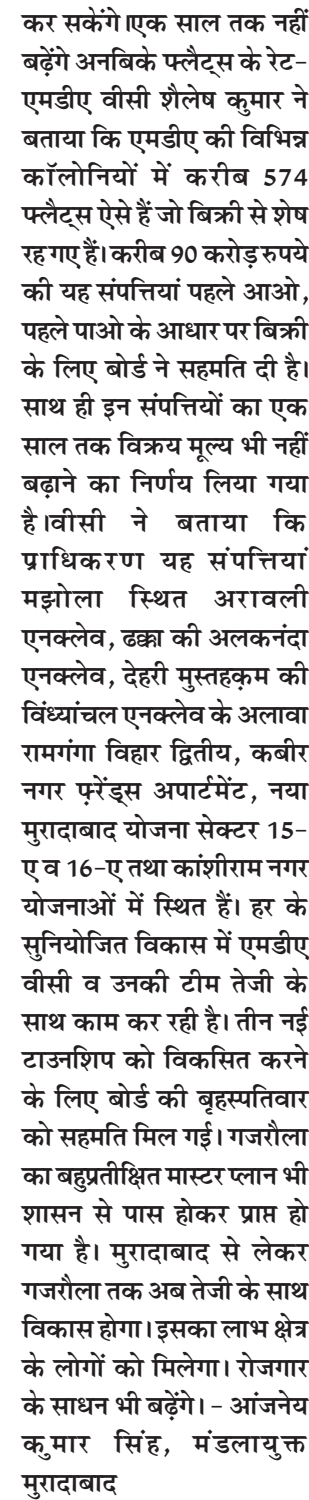 कर सकेंगे।एक साल तक नहीं
बढ़ेंगे अनबिके फ्लैट्स के रेट-
एमडीए वीसी शैलेष कुमार ने
बताया कि एमडीए की विभिन्न
कॉलोनियों में करीब 574
फ्लैट्स ऐसे हैं जो बिक्री से शेष
रह गए हैं। करीब 90 करोड़ रुपये
की यह संपत्तियां पहले आओ,
पहले पाओ के आधार पर बिक्री
के लिए बोर्ड ने सहमति दी है।
साथ ही इन संपत्तियों का एक
साल तक विक्रय मूल्य भी नहीं
बढ़ाने का निर्णय लिया गया
है।वीसी ने बताया कि
प्राधिकरण यह संपत्तियां
मझोला स्थित अरावली
एनक्लेव, ढक्का की अलकनंदा
एनक्लेव, देहरी मुस्तहक़म की
विंध्यांचल एनक्लेव के अलावा
रामगंगा विहार द्वितीय, कबीर
नगर फ़्रेंड्स अपार्टमेंट, नया
मुरादाबाद योजना सेक्टर 15-
ए व 16-ए तथा कांशीराम नगर
योजनाओं में स्थित हैं। हर के
सुनियोजित विकास में एमडीए
वीसी व उनकी टीम तेजी के
साथ काम कर रही है। तीन नई
टाउनशिप को विकसित करने
के लिए बोर्ड की बृहस्पतिवार
को सहमति मिल गई। गजरौला
का बहुप्रतीक्षित मास्टर प्लान भी
शासन से पास होकर प्राप्त हो
गया है। मुरादाबाद से लेकर
गजरौला तक अब तेजी के साथ
विकास होगा। इसका लाभ क्षेत्र
के लोगों को मिलेगा। रोजगार
के साधन भी बढ़ेंगे। - आंजनेय
कुमार सिंह, मंडलायुक्त
मुरादाबाद